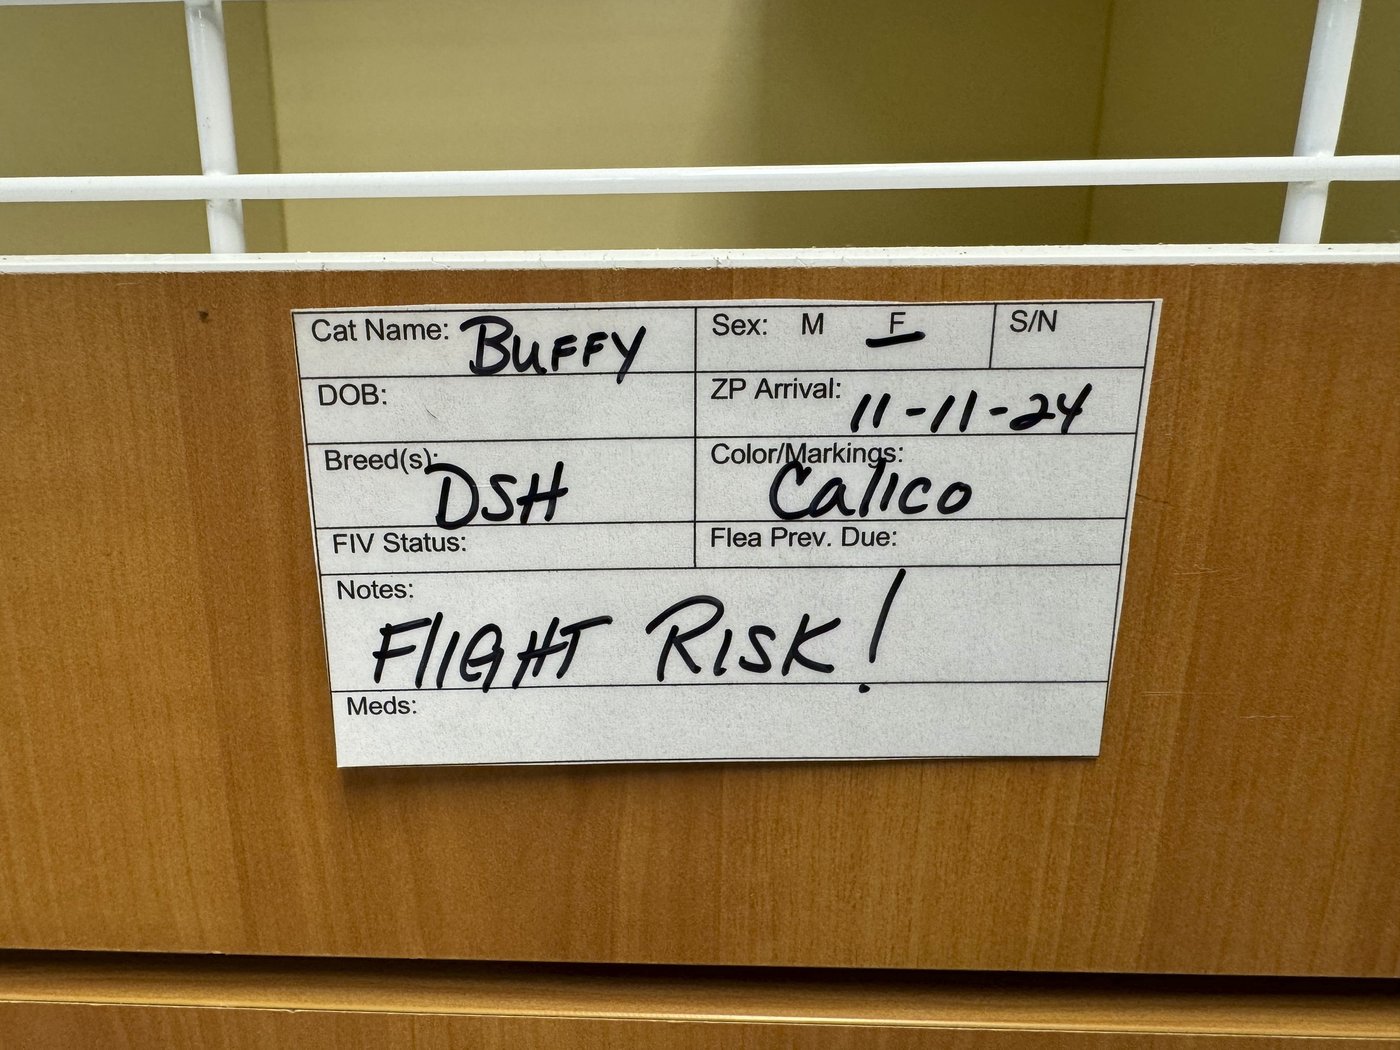 Cat Name: BUFFY
Sex: M F S/N
DOB:
ZP Arrival: 11-11-24
Breed(s): DSH
Color/Markings: Calico
FIV Status:
Flea Prev. Due:
Notes:
FlIGHT RISK!
Meds: